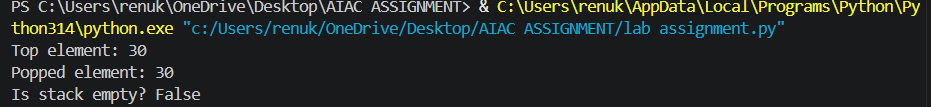 PS C:\Users\renuk\OneDrive\Desktop\AIAC ASSIGNMENT> & C:\Users\renuk\AppData\Local\Programs\Python\Py
thon314\python.exe "c:/Users/renuk/OneDrive/Desktop/AIAC ASSIGNMENT/lab assignment.py"
Top element: 30
Popped element: 30
Is stack empty? False